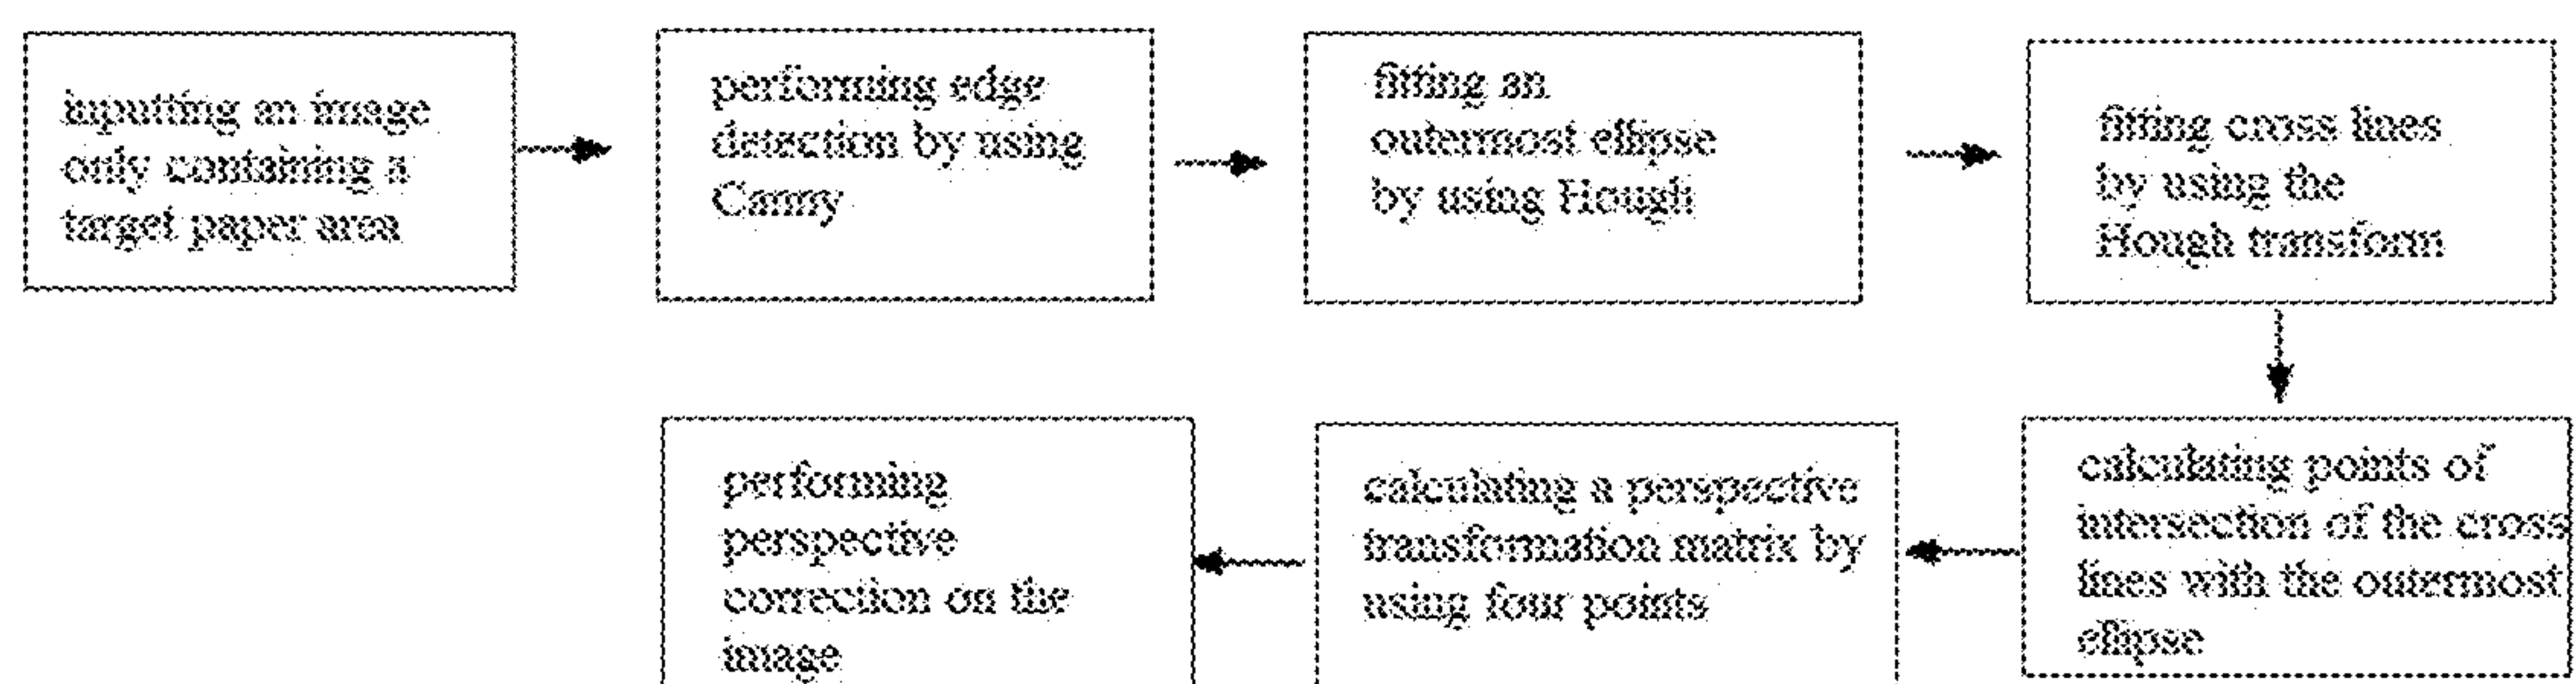 inputting an image
only containing a
target paper area
performing edge
detection by using
Canny
fitting an
outermost ellipse
by using Hough
fitting cross lines
by using the
Hough transform
calculating points of
intersection of the cross
lines with the outermost
ellipse
calculating a perspective
transformation matrix by
using four points
performing
perspective
correction on the
image